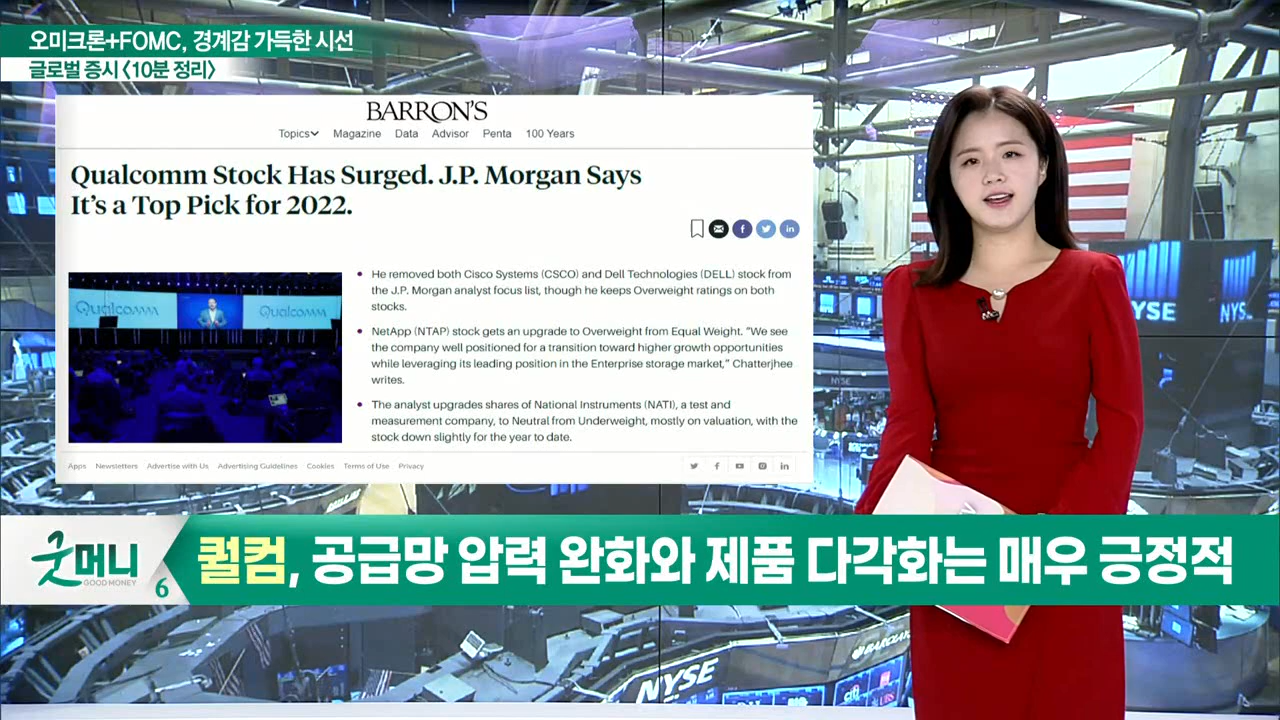 오미크론+FOMC, 경계감 가득한 시선
글로벌 증시 <10분 정리>
BARRON'S
Topics Magazine Data Advisor Penta 100 Years
Qualcomm Stock Has Surged. J.P. Morgan Says
It's a Top Pick for 2022.
QUALCOMM QUALCOMM
• He removed both Cisco Systems (CSCO) and Dell Technologies (DELL) stock from
the J.P. Morgan analyst focus list, though he keeps Overweight ratings on both
stocks.
• NetApp (NTAP) stock gets an upgrade to Overweight from Equal Weight. "We see
the company well positioned for a transition toward higher growth opportunities
while leveraging its leading position in the Enterprise storage market," Chatterjhee
writes.
• The analyst upgrades shares of National Instruments (NATI), a test and
measurement company, to Neutral from Underweight, mostly on valuation, with the
stock down slightly for the year to date.
Apps Newsletters Advertise with Us Advertising Guidelines Cookies Terms of Use Privacy
NYSE NYS
NYSE
굿머니
GOOD MONEY
6
퀄컴, 공급망 압력 완화와 제품 다각화는 매우 긍정적
NYSE
BARCLAYS
citi